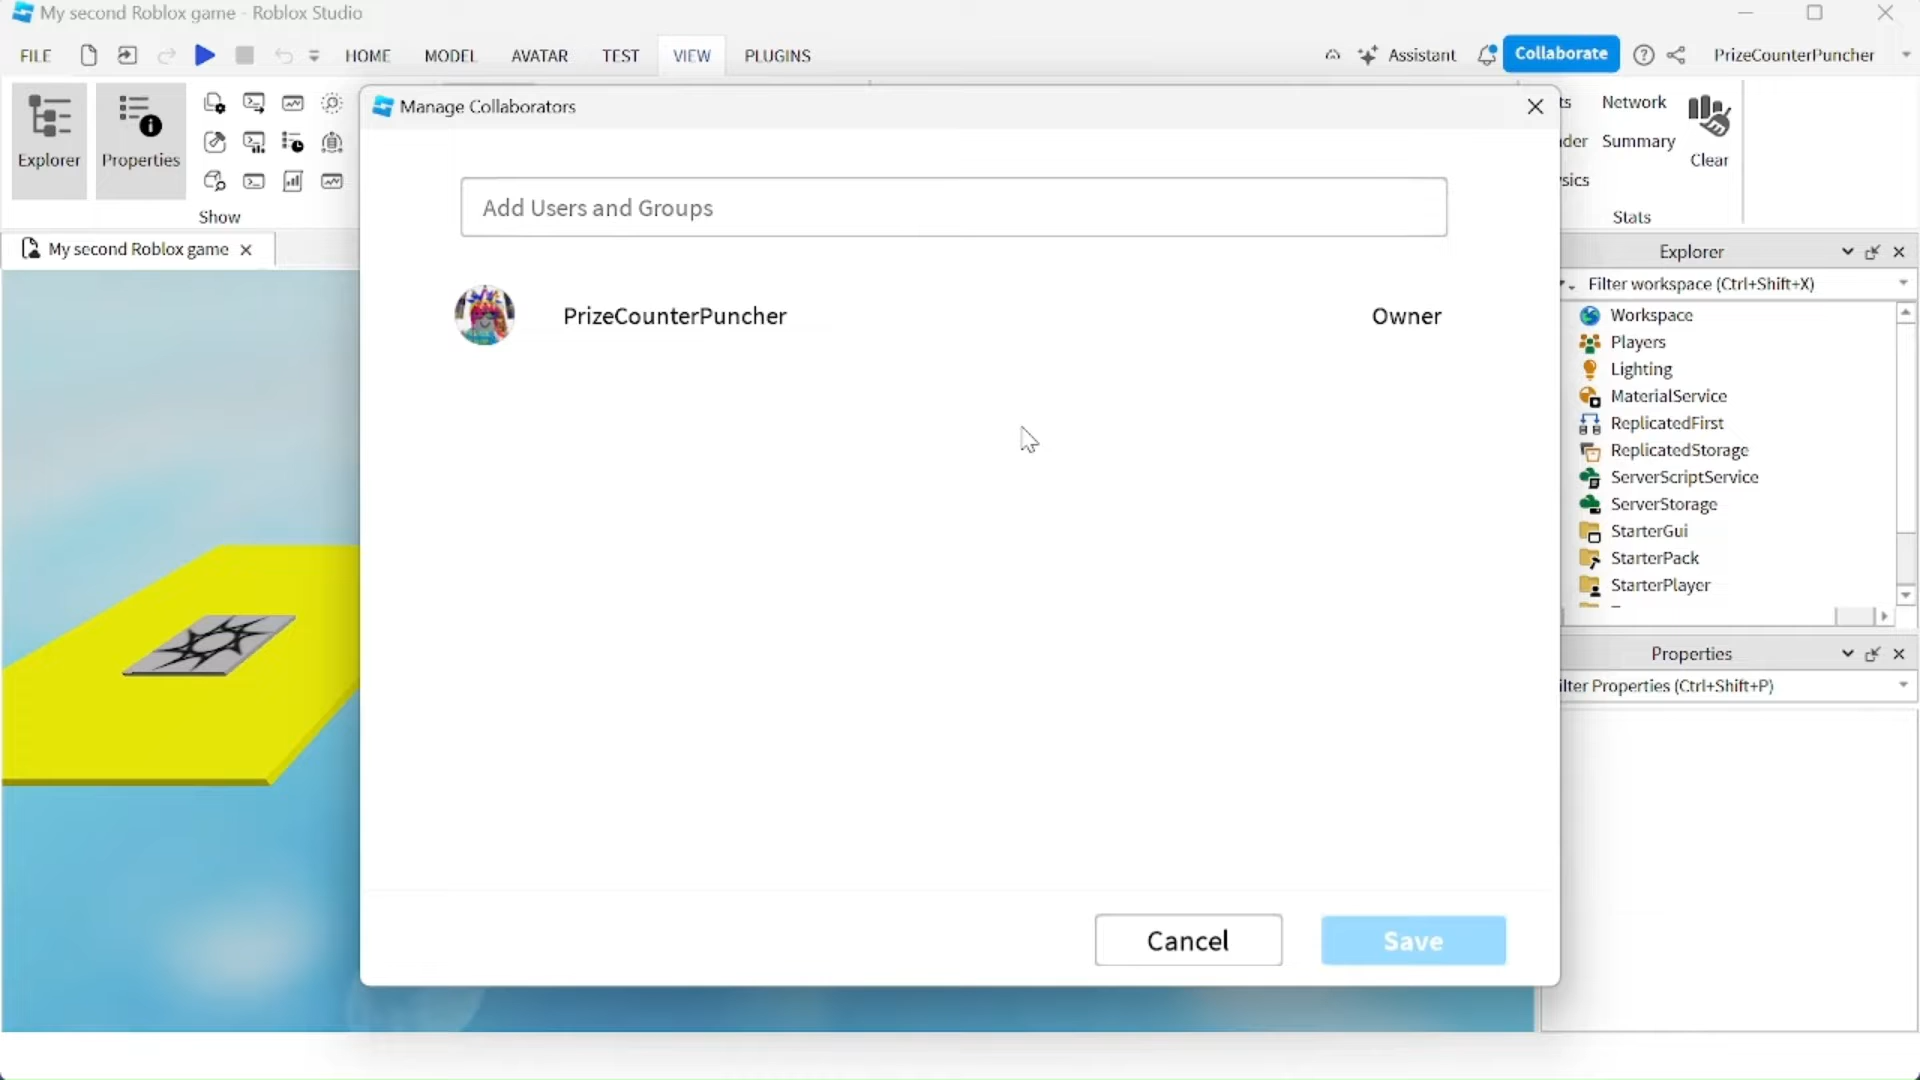 My second Roblox game - Roblox Studio
FILE
HOME
MODEL
AVATAR
TEST
VIEW
PLUGINS
Assistant
Collaborate
PrizeCounterPuncher
Explorer
Properties
Show
ts
Network
der
Summary
sics
Clear
Stats
My second Roblox game
Manage Collaborators
Add Users and Groups
PrizeCounterPuncher
Owner
Cancel
Save
Explorer
Filter workspace (Ctrl+Shift+X)
Workspace
Players
Lighting
MaterialService
ReplicatedFirst
ReplicatedStorage
ServerScriptService
ServerStorage
StarterGui
StarterPack
StarterPlayer
Properties
ilter Properties (Ctrl+Shift+P)